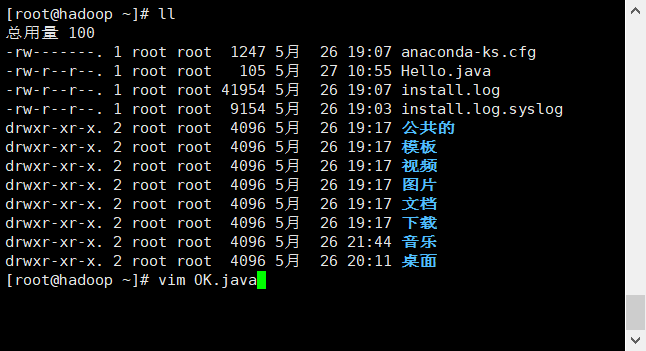 [root@hadoop ~]# ll
总用量 100
-rw-------. 1 root root  1247 5月  26 19:07 anaconda-ks.cfg
-rw-r--r--. 1 root root   105 5月  27 10:55 Hello.java
-rw-r--r--. 1 root root 41954 5月  26 19:07 install.log
-rw-r--r--. 1 root root  9154 5月  26 19:03 install.log.syslog
drwxr-xr-x. 2 root root  4096 5月  26 19:17 公共的
drwxr-xr-x. 2 root root  4096 5月  26 19:17 模板
drwxr-xr-x. 2 root root  4096 5月  26 19:17 视频
drwxr-xr-x. 2 root root  4096 5月  26 19:17 图片
drwxr-xr-x. 2 root root  4096 5月  26 19:17 文档
drwxr-xr-x. 2 root root  4096 5月  26 19:17 下载
drwxr-xr-x. 2 root root  4096 5月  26 21:44 音乐
drwxr-xr-x. 2 root root  4096 5月  26 20:11 桌面
[root@hadoop ~]# vim OK.java